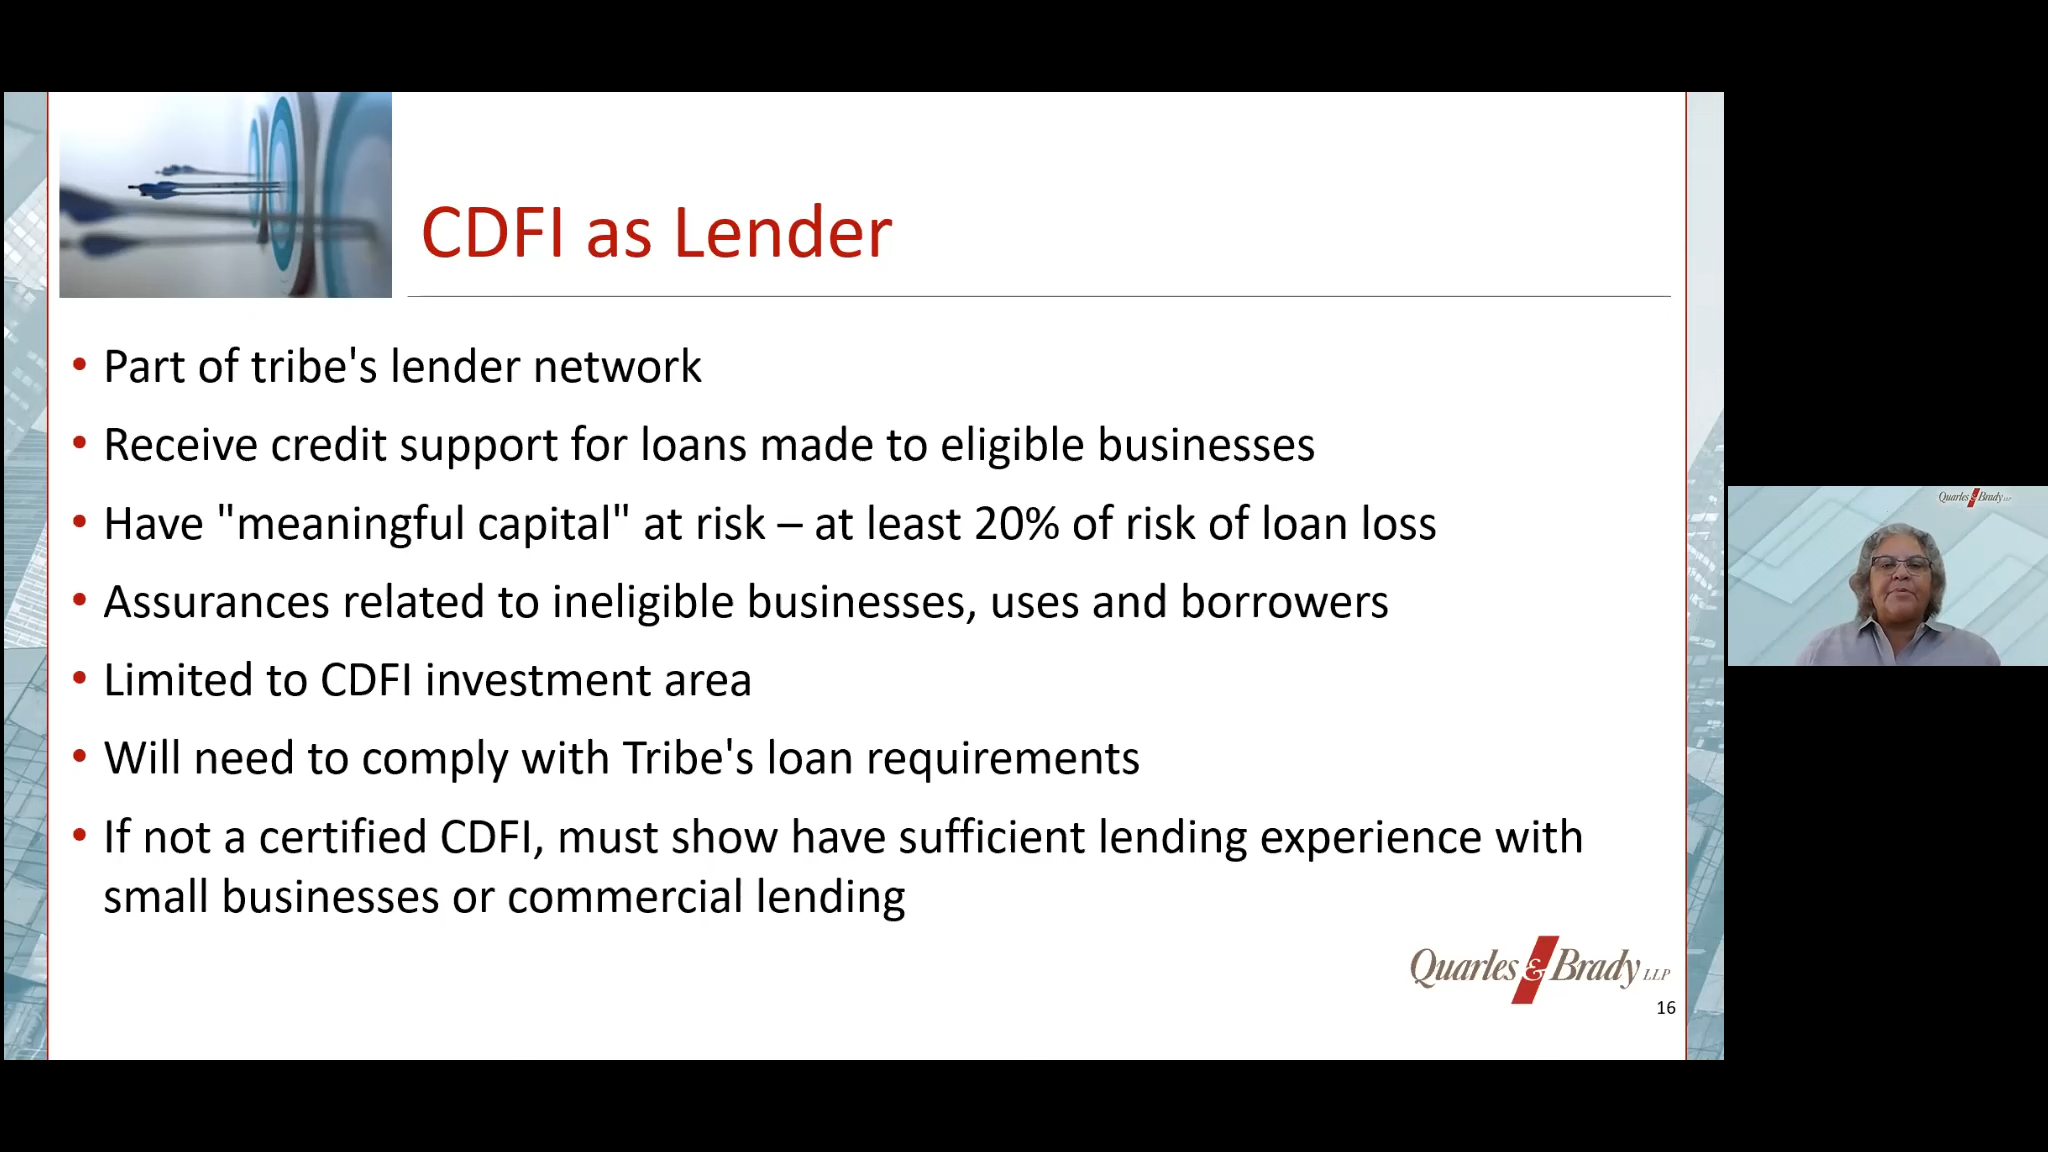 CDFI as Lender
• Part of tribe's lender network
• Receive credit support for loans made to eligible businesses
• Have "meaningful capital" at risk – at least 20% of risk of loan loss
• Assurances related to ineligible businesses, uses and borrowers
• Limited to CDFI investment area
• Will need to comply with Tribe's loan requirements
• If not a certified CDFI, must show have sufficient lending experience with
small businesses or commercial lending
Quarles & Brady LLP
16
Quarles & Brady LLP